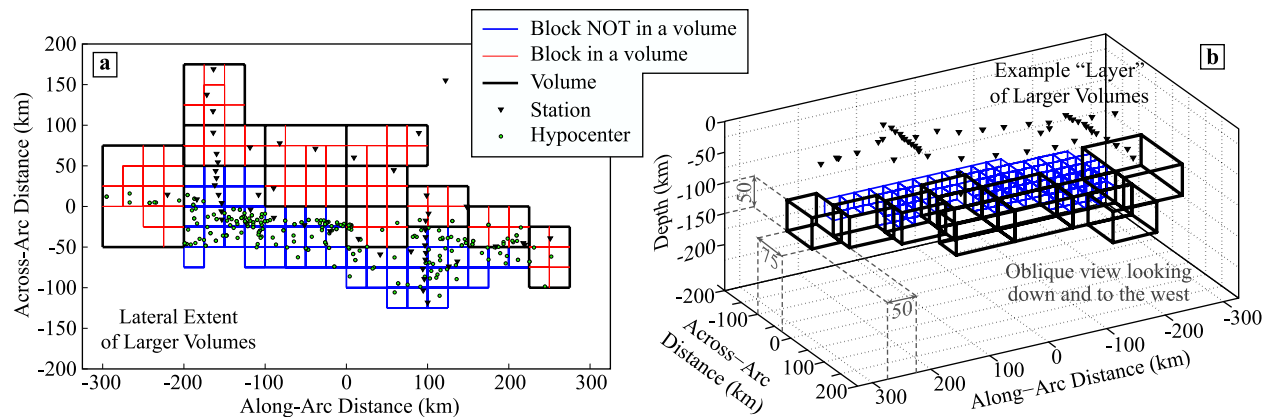 Block NOT in a volume
Block in a volume
Volume
Station
Hypocenter
a
200
150
100
50
0
-50
-100
-150
-200
Across-Arc Distance (km)
Lateral Extent
of Larger Volumes
-300
-200
-100
0
100
200
300
Along-Arc Distance (km)
b
Example “Layer”
of Larger Volumes
0
-50
-100
-150
-200
Depth (km)
50
75
50
Oblique view looking
down and to the west
-200
-100
0
100
200
Across–Arc
Distance (km)
300
200
100
0
-100
-200
-300
Along–Arc Distance (km)